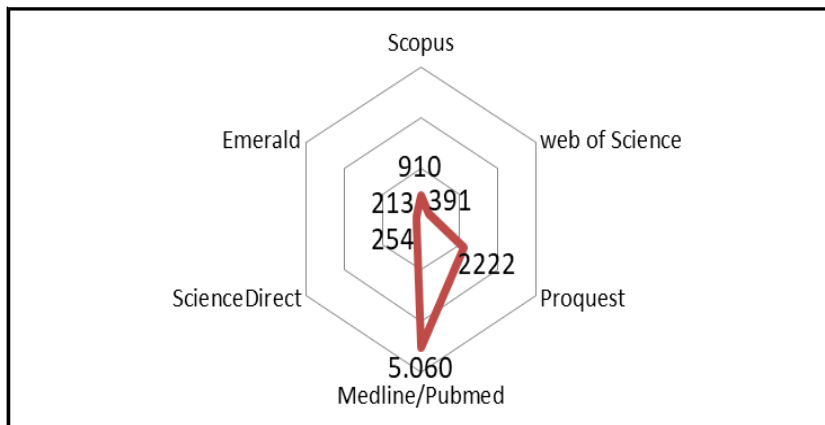 Scopus
Emerald
web of Science
910
213
391
254
2222
ScienceDirect
Proquest
5.060
Medline/Pubmed